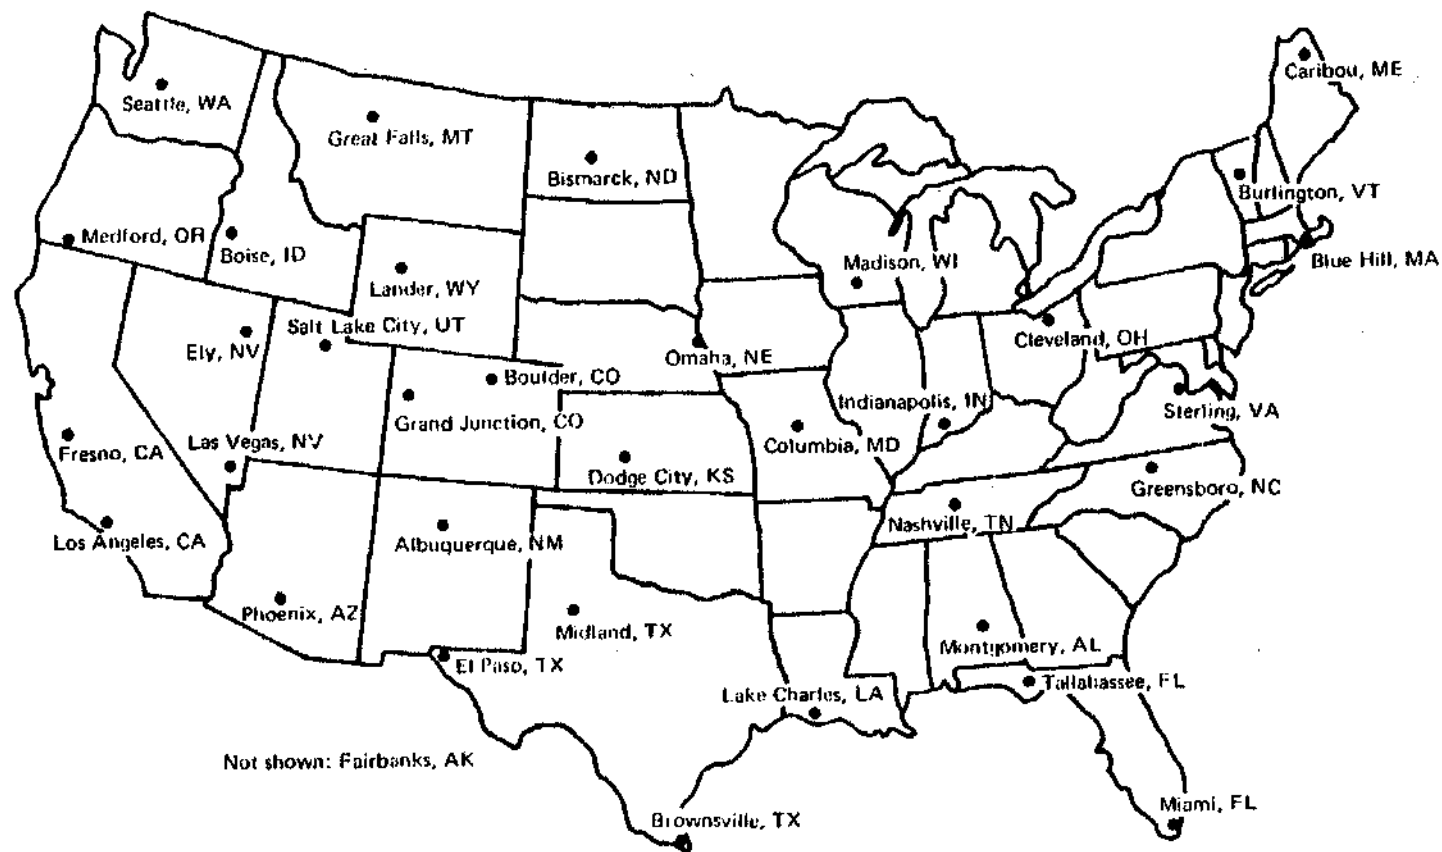 Caribou, ME
Seattle, WA
Great Falls, MT
Bismarck, ND
Burlington, VT
Medford, OR
Boise, ID
Blue Hill, MA
Madison, WI
Lander, WY
Salt Lake City, UT
Ely, NV
Cleveland, OH
Omaha, NE
Boulder, CO
Indianapolis, IN
Sterling, VA
Grand Junction, CO
Columbia, MD
Las Vegas, NV
Fresno, CA
Dodge City, KS
Greensboro, NC
Nashville, TN
Los Angeles, CA
Albuquerque, NM
Phoenix, AZ
Midland, TX
Montgomery, AL
El Paso, TX
Tallahassee, FL
Lake Charles, LA
Not shown: Fairbanks, AK
Miami, FL
Brownsville, TX